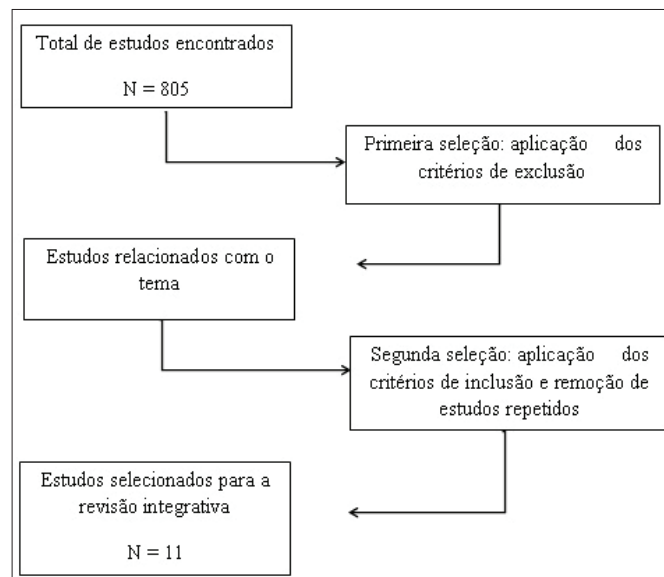 Total de estudos encontrados
N = 805
Primeira seleção: aplicação dos
critérios de exclusão
Estudos relacionados com o
tema
Segunda seleção: aplicação dos
critérios de inclusão e remoção de
estudos repetidos
Estudos selecionados para a
revisão integrativa
N = 11